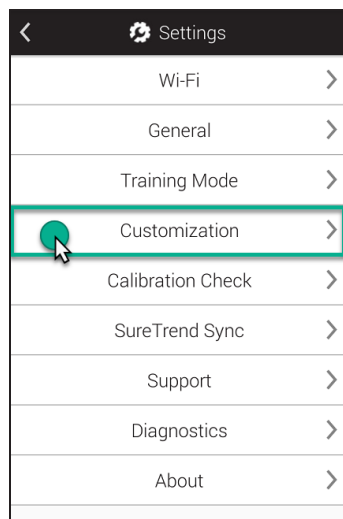 Settings
Wi-Fi
General
Training Mode
Customization
Calibration Check
SureTrend Sync
Support
Diagnostics
About